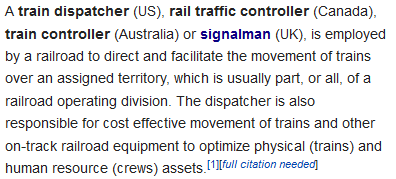 A train dispatcher (US), rail traffic controller (Canada),
train controller (Australia) or signalman (UK), is employed
by a railroad to direct and facilitate the movement of trains
over an assigned territory, which is usually part, or all, of a
railroad operating division. The dispatcher is also
responsible for cost effective movement of trains and other
on-track railroad equipment to optimize physical (trains) and
human resource (crews) assets.[1][full citation needed]